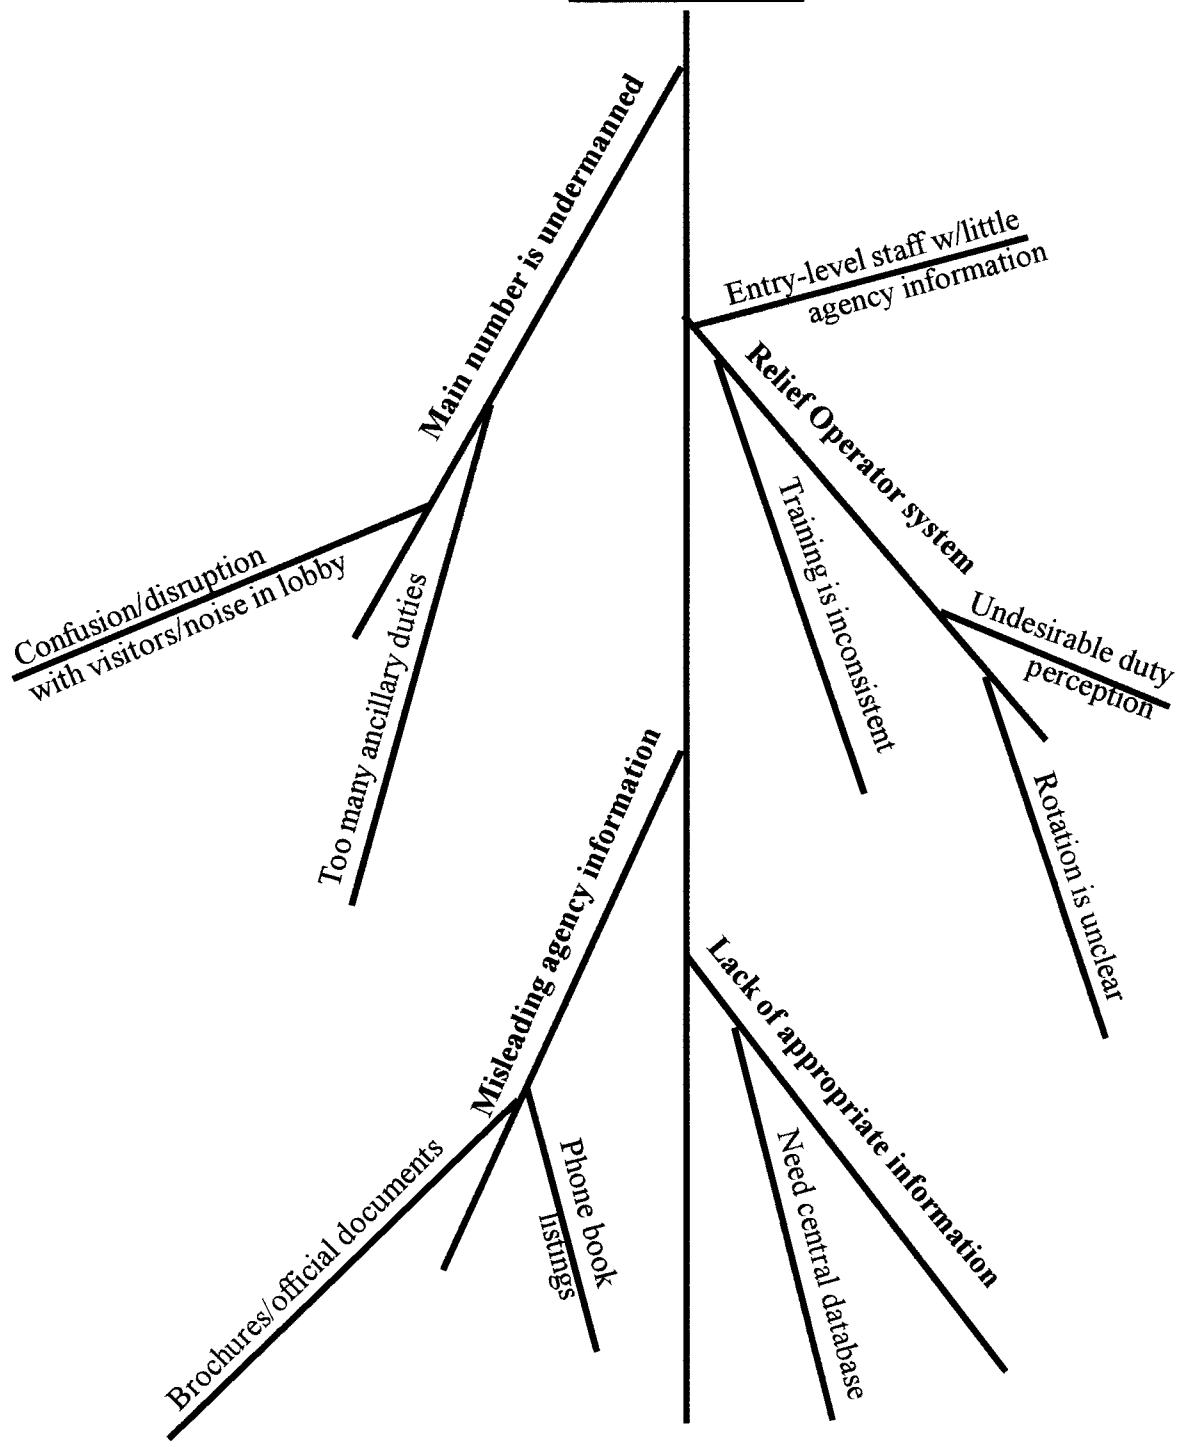 Main number is undermanned
Confusion/disruption
with visitors/noise in lobby
Too many ancillary duties
Entry-level staff w/little
agency information
Relief Operator system
Training is inconsistent
Undesirable duty
perception
Rotation is unclear
Misleading agency information
Brochures/official documents
Phone book
listings
Lack of appropriate information
Need central database